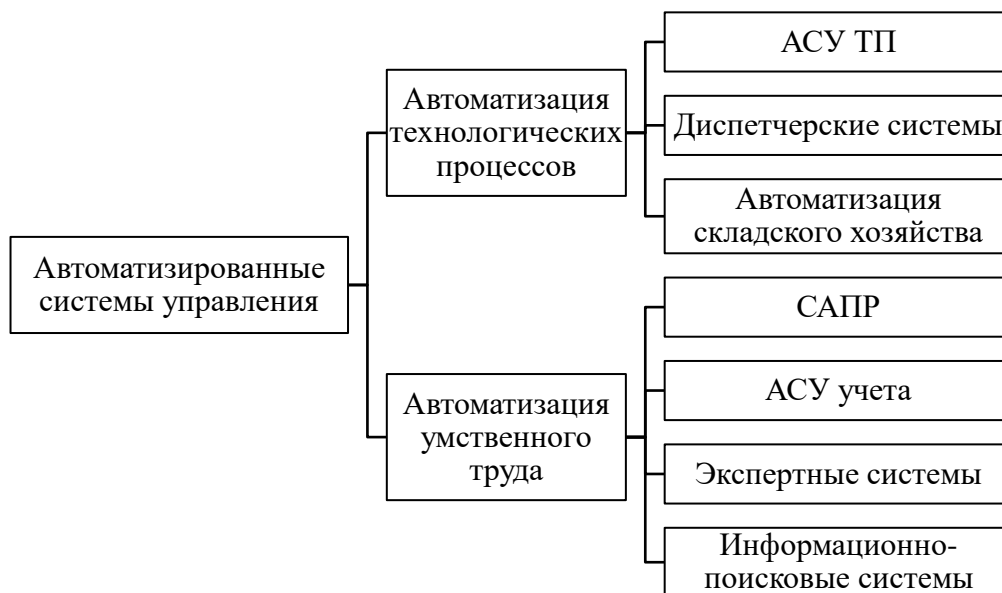 Автоматизированные
системы управления
Автоматизация
технологических
процессов
АСУ ТП
Диспетчерские системы
Автоматизация
складского хозяйства
Автоматизация
умственного
труда
САПР
АСУ учета
Экспертные системы
Информационно-
поисковые системы